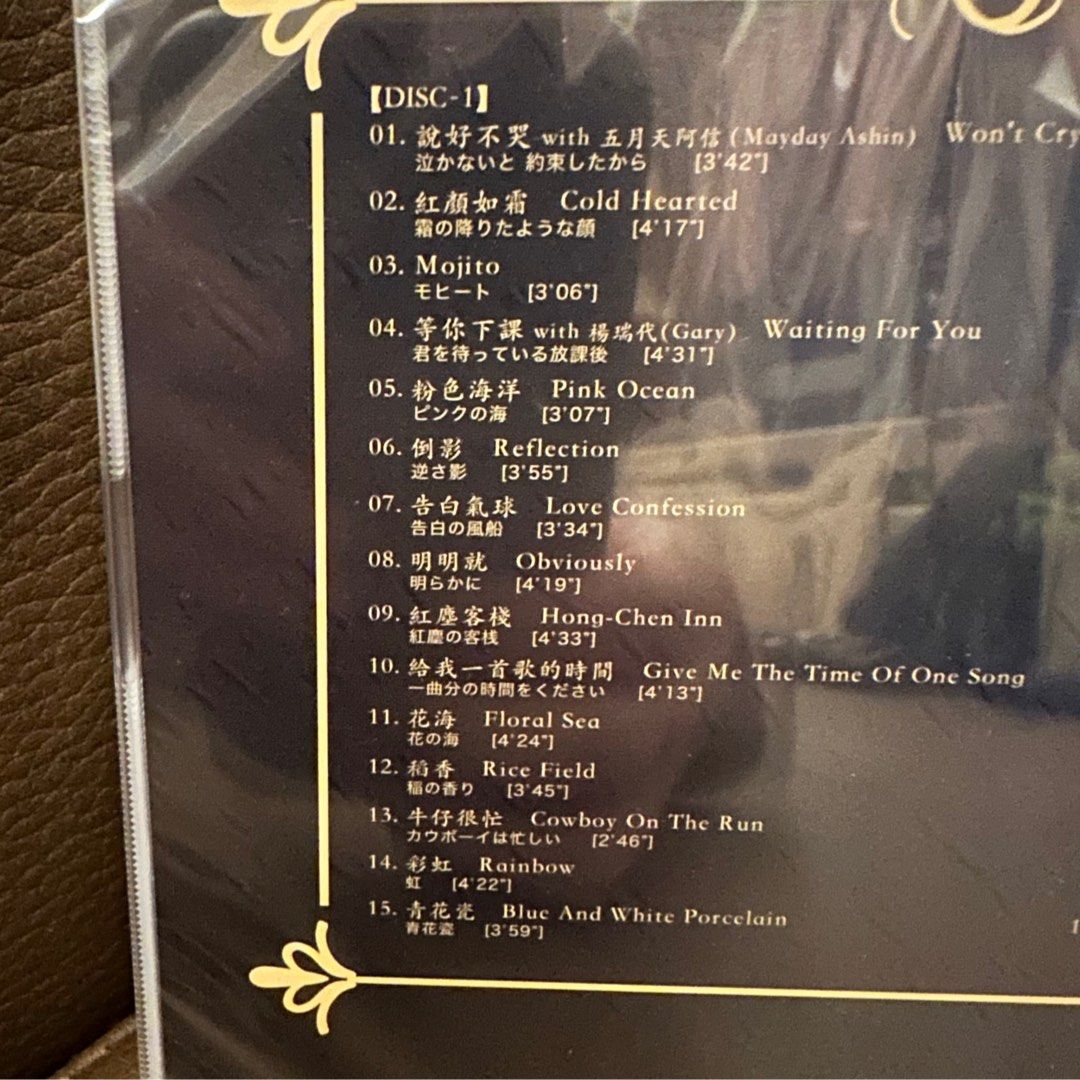 【DISC-1】
01. 說好不哭 with 五月天阿信 (Mayday Ashin) Won't Cry
泣かないと 約束したから [3'42"]
02. 紅顏如霜 Cold Hearted
霜の降りたような顔 [4'17"]
03. Mojito
モヒート [3'06"]
04. 等你下課 with 楊瑞代(Gary) Waiting For You
君を待っている放課後 [4'31"]
05. 粉色海洋 Pink Ocean
ピンクの海 [3'07"]
06. 倒影 Reflection
逆さ影 [3'55"]
07. 告白氣球 Love Confession
告白の風船 [3'34"]
08. 明明就 Obviously
明らかに [4'19"]
09. 紅塵客棧 Hong-Chen Inn
紅塵の客栈 [4'33"]
10. 給我一首歌的時間 Give Me The Time Of One Song
一曲分の時間をください [4'13"]
11. 花海 Floral Sea
花の海 [4'24"]
12. 稻香 Rice Field
稲の香り [3'45"]
13. 牛仔很忙 Cowboy On The Run
カウボーイは忙しい [2'46"]
14. 彩虹 Rainbow
虹 [4'22"]
15. 青花瓷 Blue And White Porcelain
青花瓷 [3'59"]